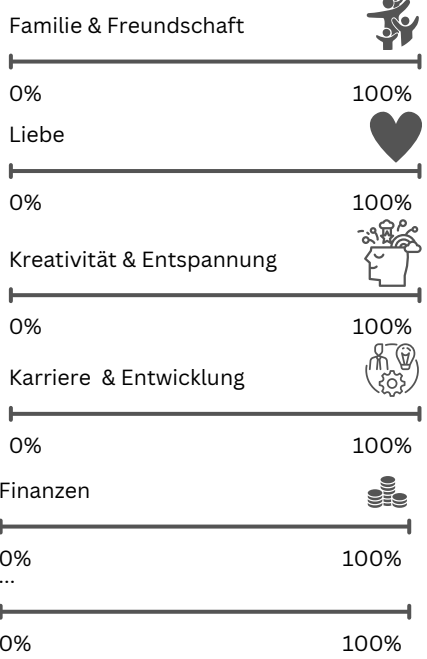 Familie & Freundschaft
0% 100%
Liebe
0% 100%
Kreativität & Entspannung
0% 100%
Karriere & Entwicklung
0% 100%
Finanzen
0% 100%
...
0% 100%